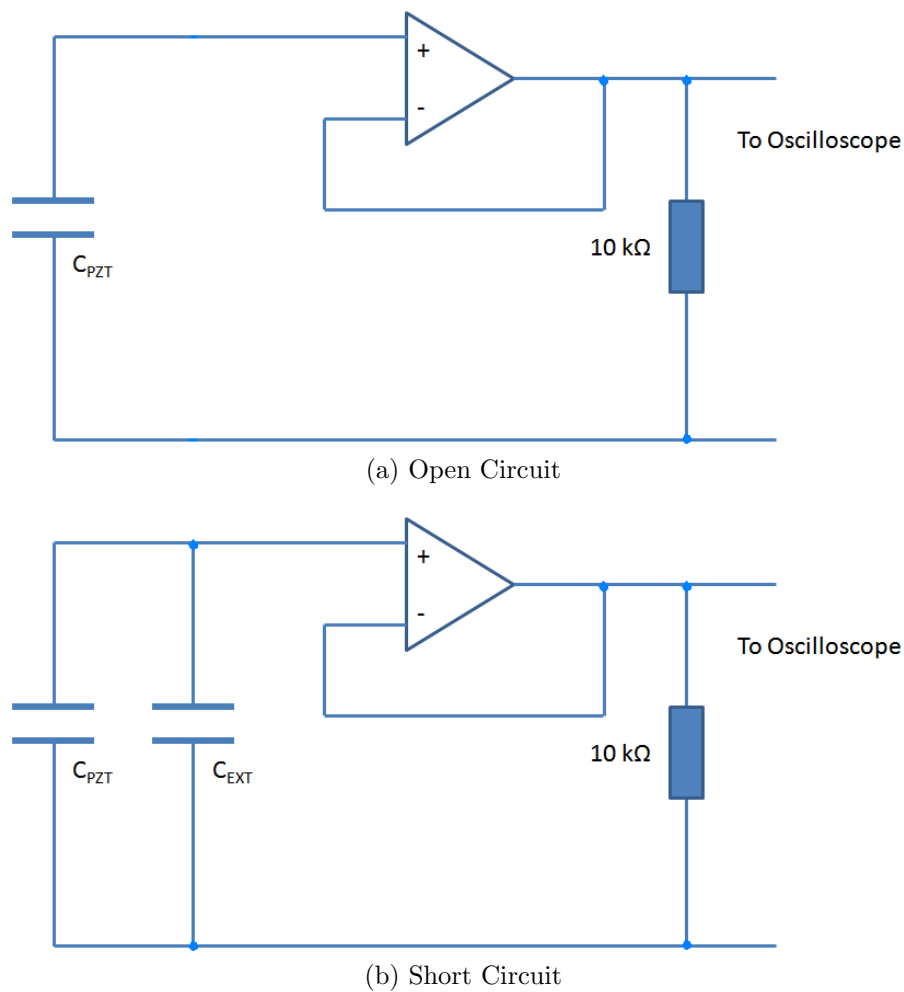 +
-
To Oscilloscope
10 kΩ
C_PZT
(a) Open Circuit
+
-
To Oscilloscope
10 kΩ
C_PZT
C_EXT
(b) Short Circuit